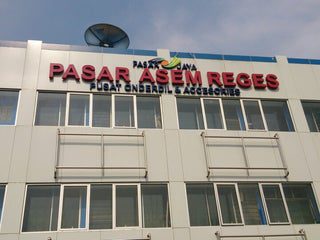 PASAR JAYA
PASAR ASEM REGES
PUSAT ONDERDIL & ACCESORIES